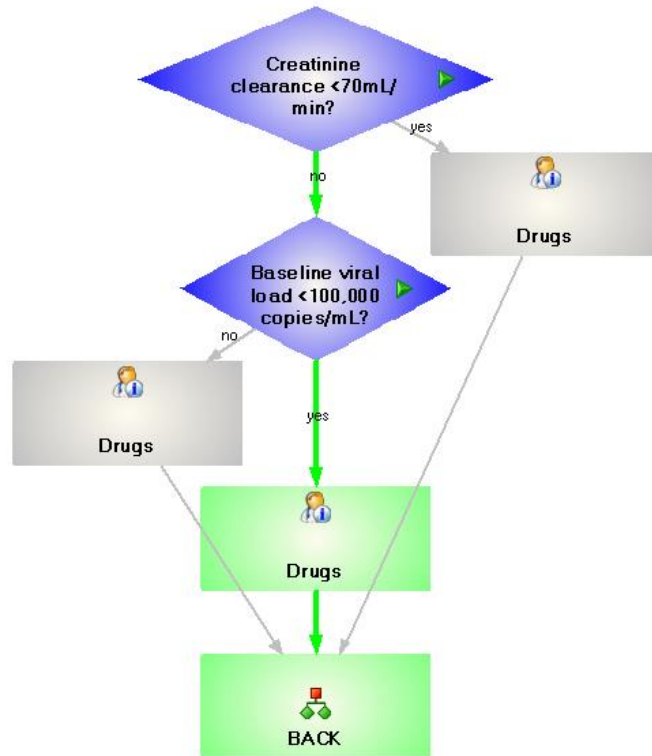 Creatinine
clearance <70mL/
min?
yes
no
Drugs
Baseline viral
load <100,000
copies/mL?
no
Drugs
yes
Drugs
BACK